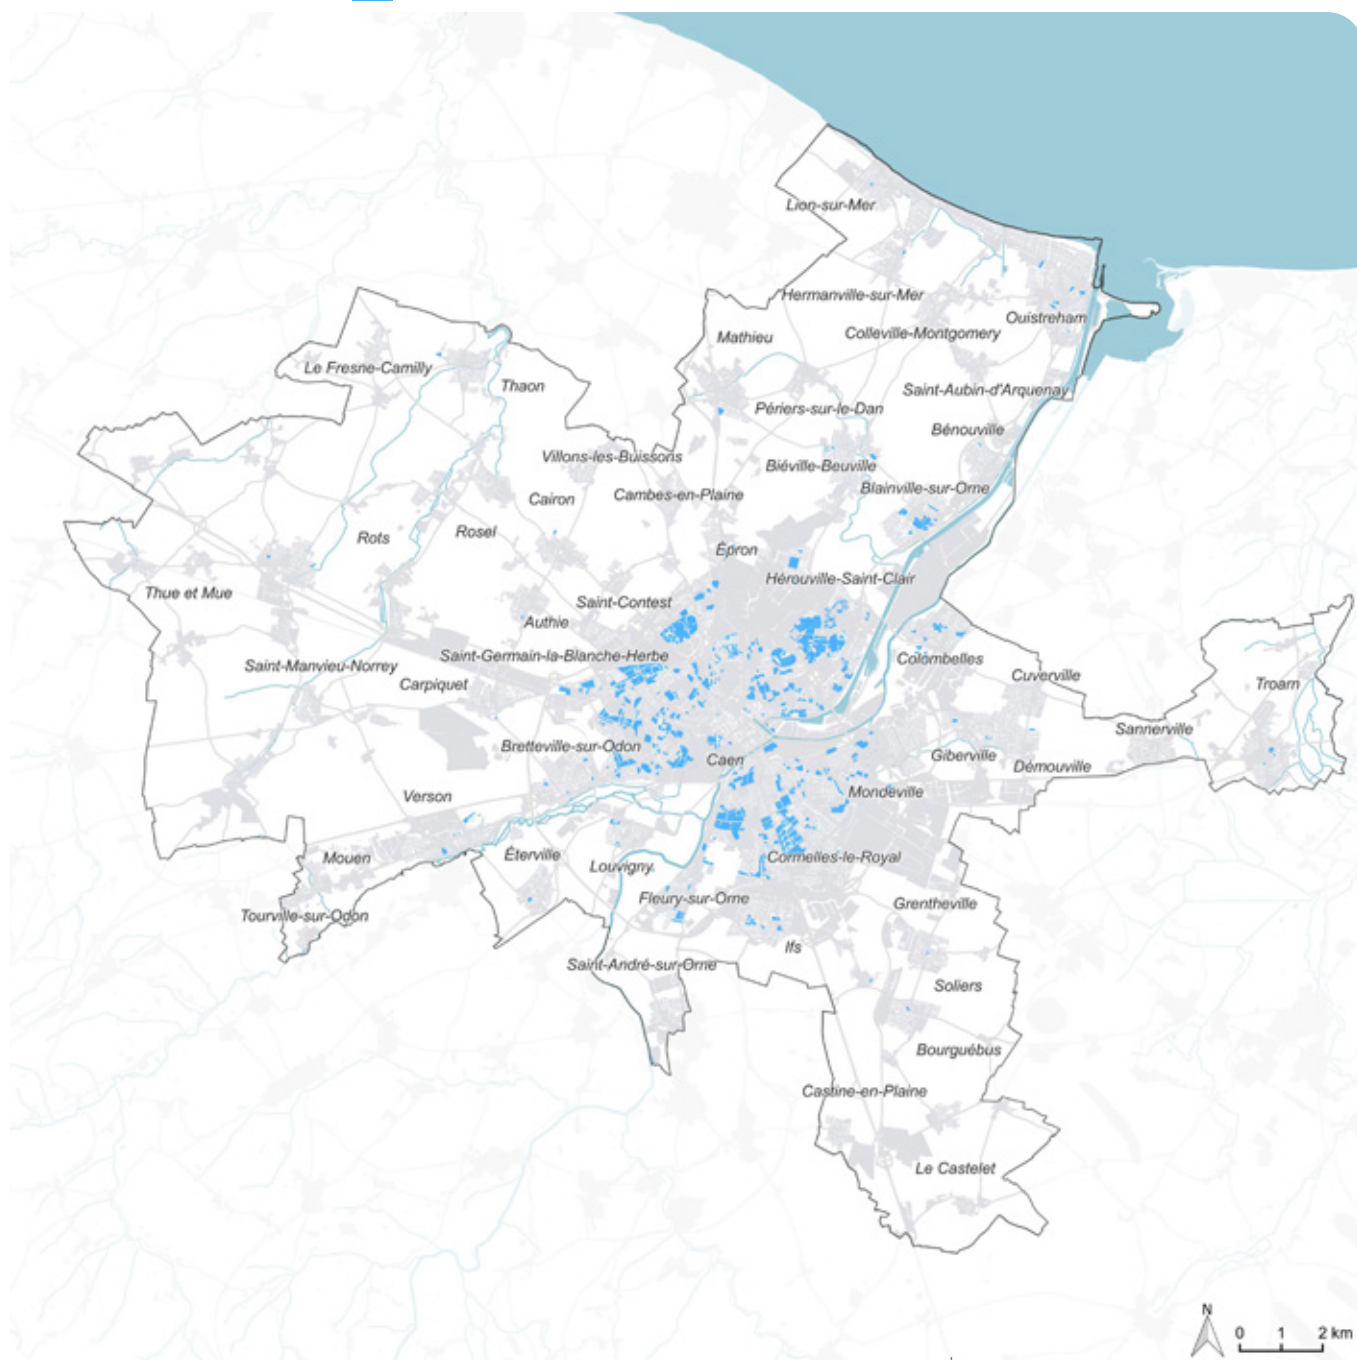 Lion-sur-Mer
Hermanville-sur-Mer
Ouistreham
Colleville-Montgomery
Mathieu
Le Fresne-Camilly
Thaon
Saint-Aubin-d'Arquenay
Périers-sur-le-Dan
Bénouville
Villons-les-Buissons
Biéville-Beuville
Blainville-sur-Orne
Cambes-en-Plaine
Cairon
Rosel
Rots
Épron
Hérouville-Saint-Clair
Thue et Mue
Saint-Contest
Authie
Saint-Germain-la-Blanche-Herbe
Colombelles
Saint-Manvieu-Norrey
Cuverville
Carpiquet
Troarn
Sannerville
Bretteville-sur-Odon
Giberville
Caen
Démouville
Mondeville
Verson
Éterville
Mouen
Cormelles-le-Royal
Louvigny
Fleury-sur-Orne
Grentheville
Tourville-sur-Odon
Ifs
Saint-André-sur-Orne
Soliers
Bourguébus
Castine-en-Plaine
Le Castelet
N
0 1 2 km